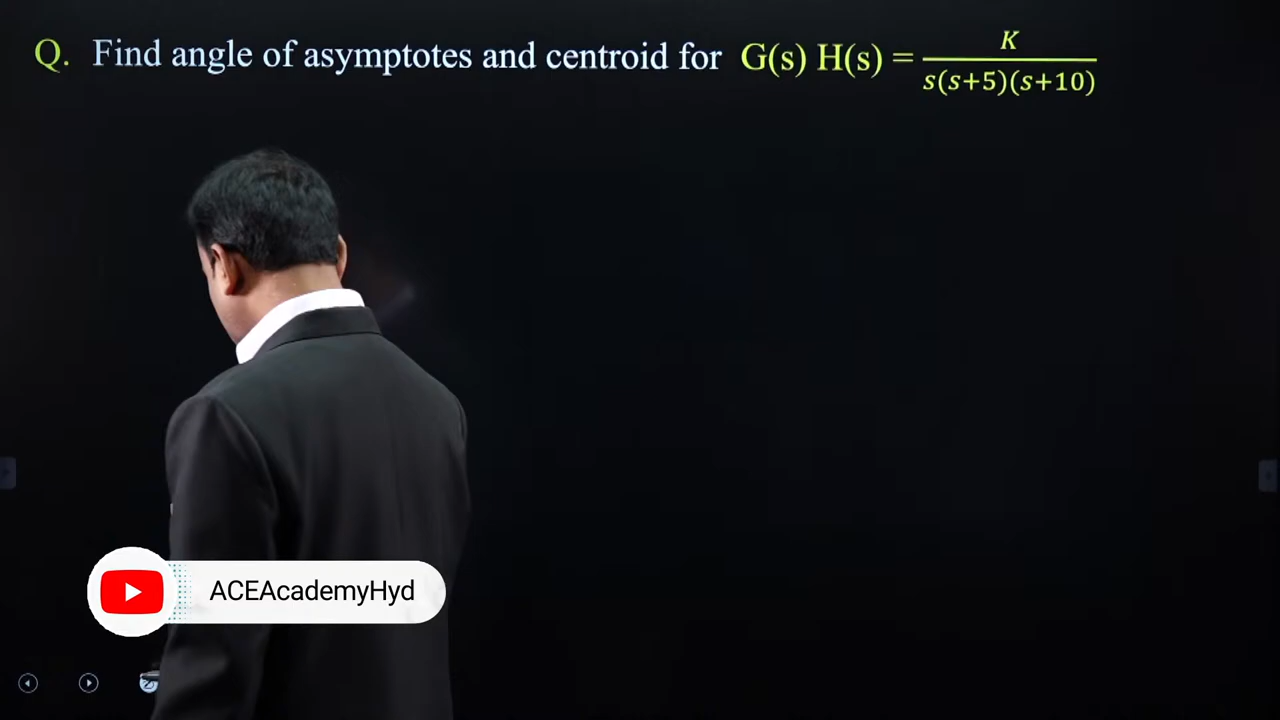 Q. Find angle of asymptotes and centroid for G(s) H(s) = K / s(s+5)(s+10)
ACEAcademyHyd